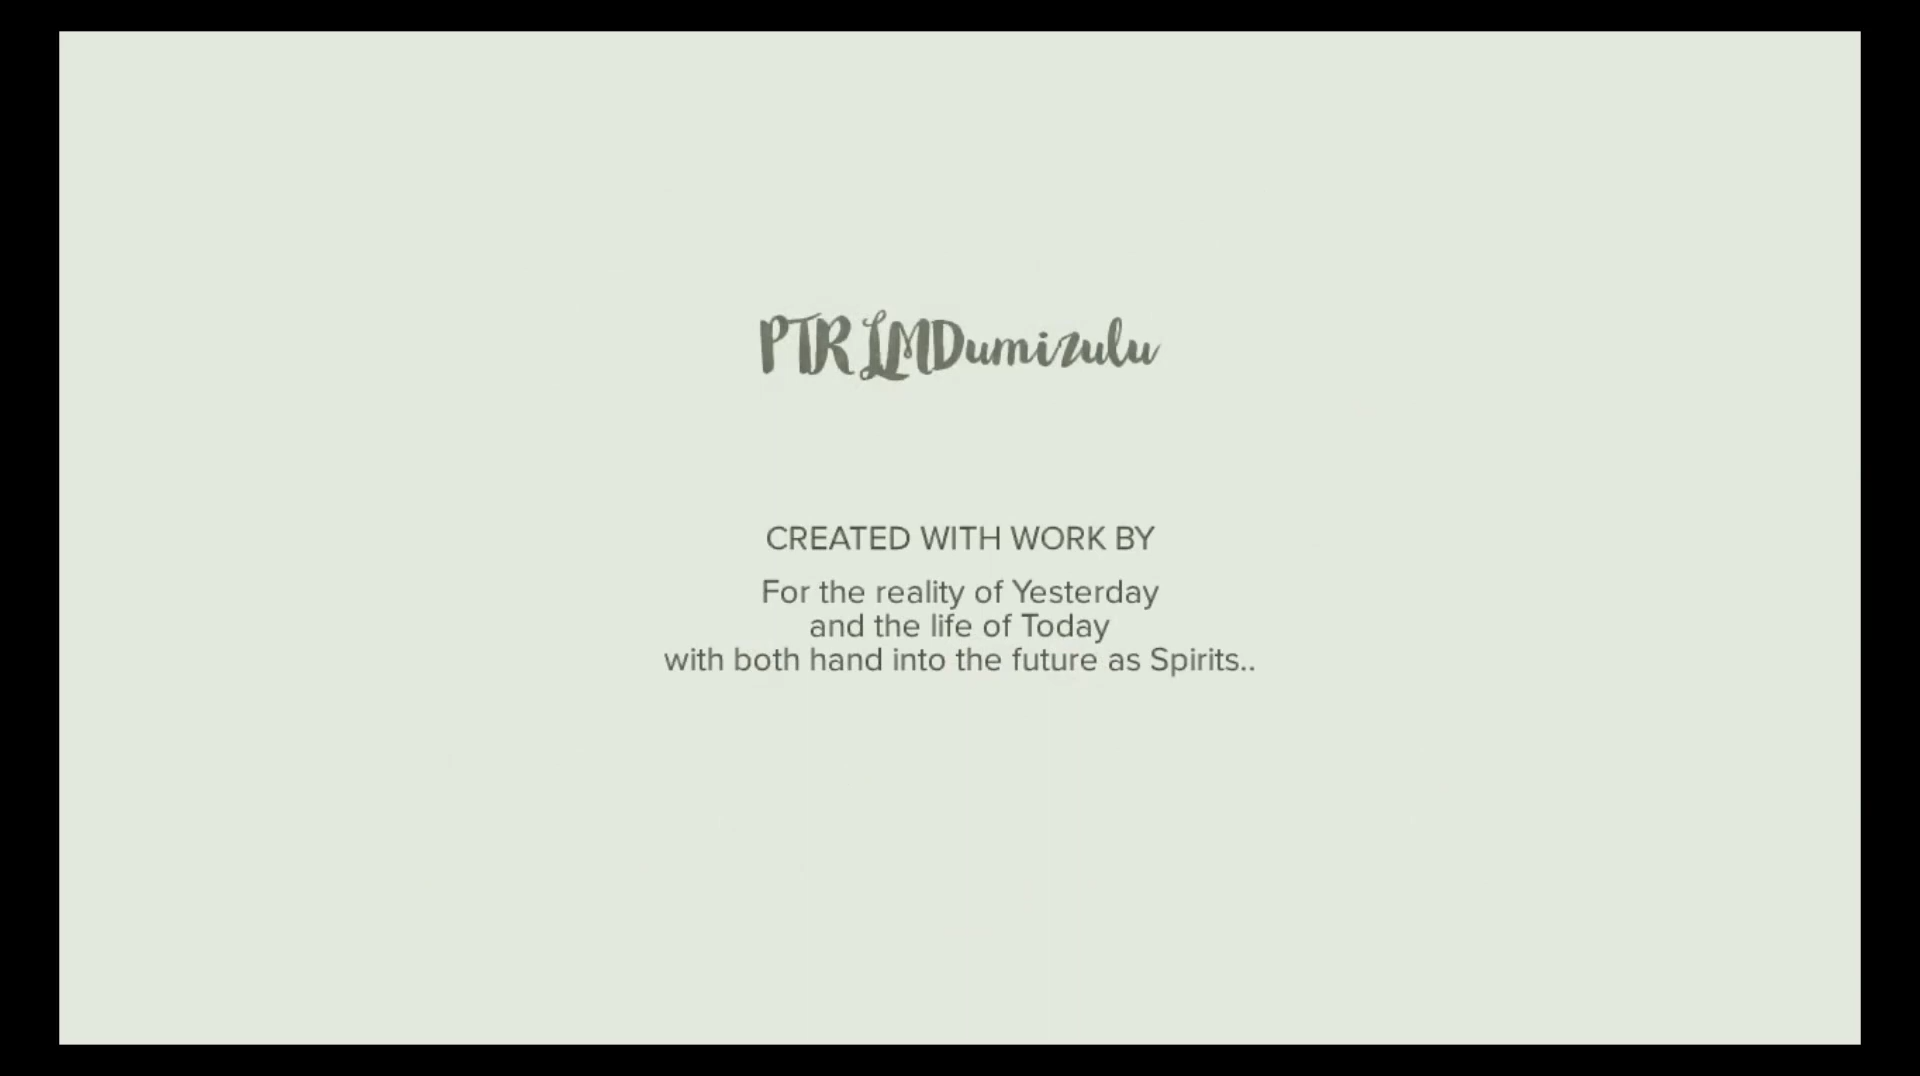 PTR LMDumizulu
CREATED WITH WORK BY
For the reality of Yesterday
and the life of Today
with both hand into the future as Spirits..